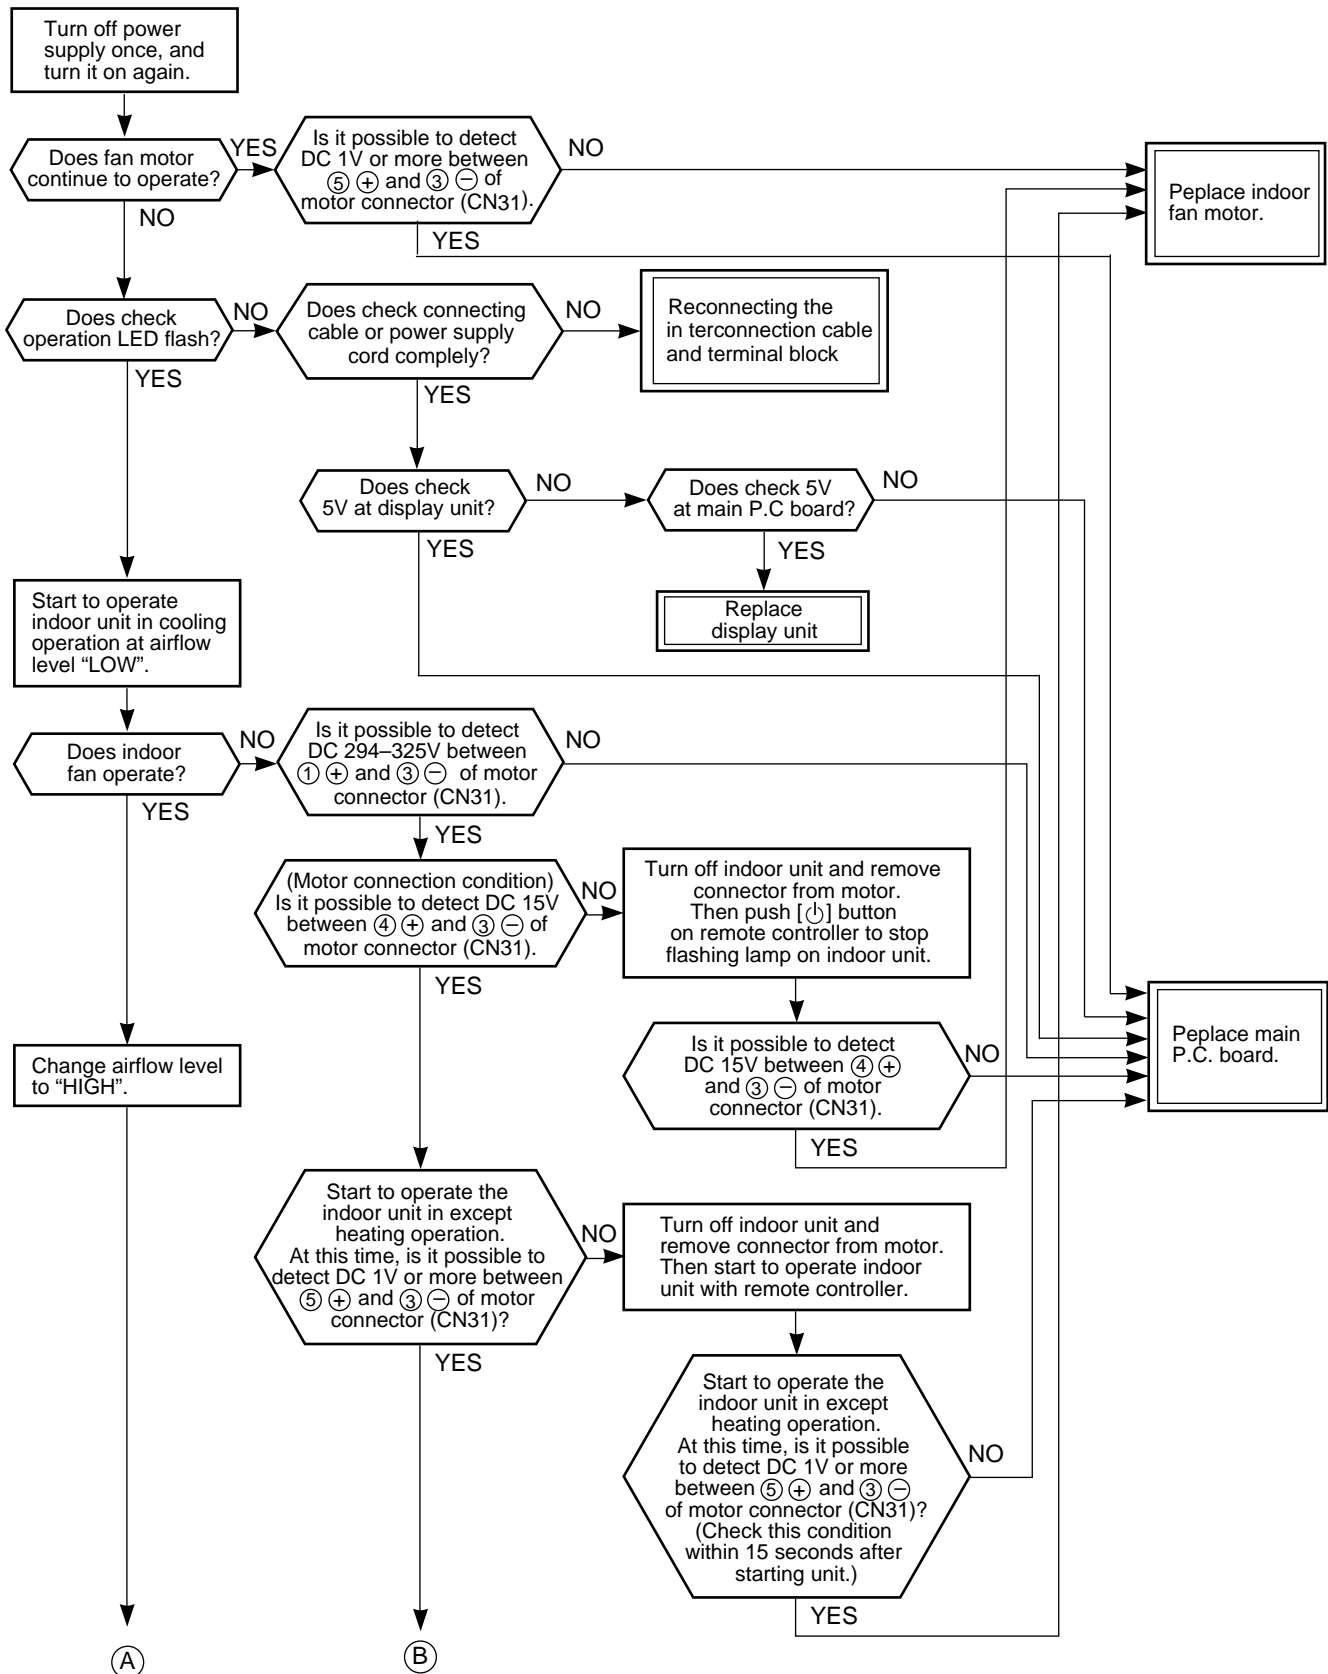 Turn off power
supply once, and
turn it on again.
Does fan motor
continue to operate?
YES
NO
Is it possible to detect
DC 1V or more between
⑤ ⊕ and ③ ⊖ of
motor connector (CN31).
NO
YES
Peplace indoor
fan motor.
Does check
operation LED flash?
NO
YES
Does check connecting
cable or power supply
cord complely?
NO
YES
Reconnecting the
in terconnection cable
and terminal block
Does check
5V at display unit?
NO
YES
Does check 5V
at main P.C board?
NO
YES
Replace
display unit
Start to operate
indoor unit in cooling
operation at airflow
level “LOW”.
Does indoor
fan operate?
NO
YES
Is it possible to detect
DC 294–325V between
① ⊕ and ③ ⊖ of motor
connector (CN31).
NO
YES
(Motor connection condition)
Is it possible to detect DC 15V
between ④ ⊕ and ③ ⊖ of
motor connector (CN31).
NO
YES
Turn off indoor unit and remove
connector from motor.
Then push [⏻] button
on remote controller to stop
flashing lamp on indoor unit.
Is it possible to detect
DC 15V between ④ ⊕
and ③ ⊖ of motor
connector (CN31).
NO
YES
Peplace main
P.C. board.
Change airflow level
to “HIGH”.
Start to operate the
indoor unit in except
heating operation.
At this time, is it possible to
detect DC 1V or more between
⑤ ⊕ and ③ ⊖ of motor
connector (CN31)?
NO
YES
Turn off indoor unit and
remove connector from motor.
Then start to operate indoor
unit with remote controller.
Start to operate the
indoor unit in except
heating operation.
At this time, is it possible
to detect DC 1V or more
between ⑤ ⊕ and ③ ⊖
of motor connector (CN31)?
(Check this condition
within 15 seconds after
starting unit.)
NO
YES
Ⓐ
Ⓑ